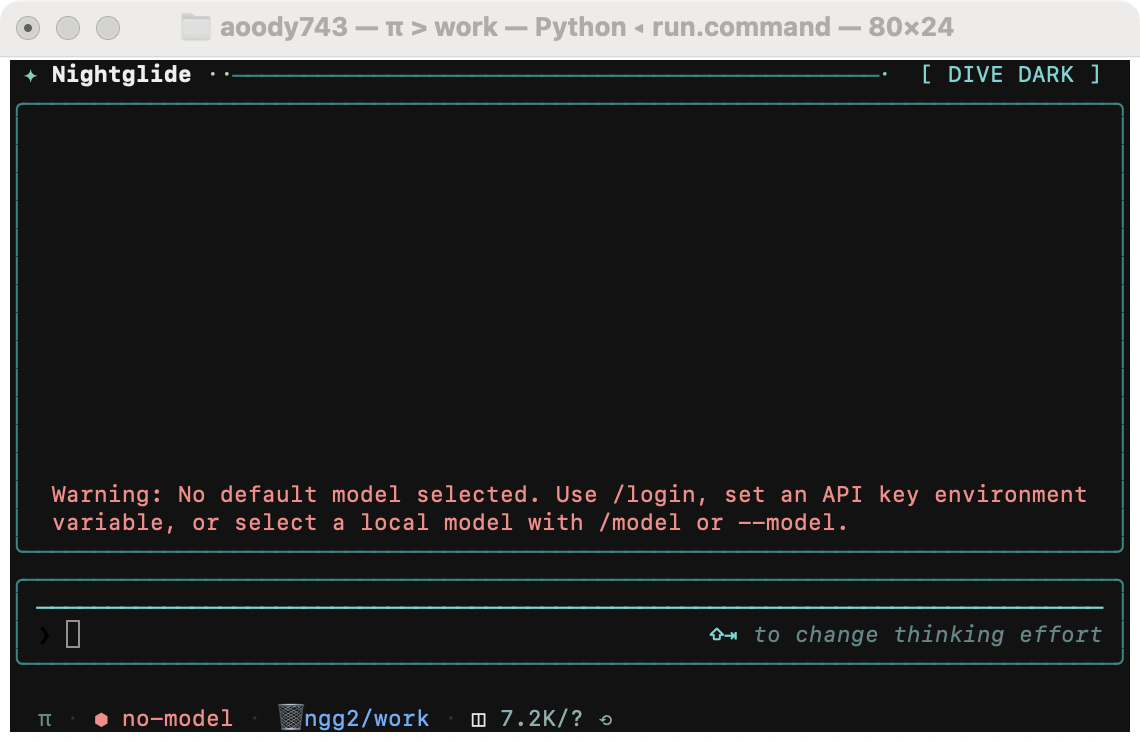 aoody743 — π > work — Python ◂ run.command — 80×24
✦ Nightglide ··────· [ DIVE DARK ]
Warning: No default model selected. Use /login, set an API key environment
variable, or select a local model with /model or --model.
❯ ⇧⇥ to change thinking effort
π · ⬢ no-model · 🗑ngg2/work · ◫ 7.2K/? ⟲